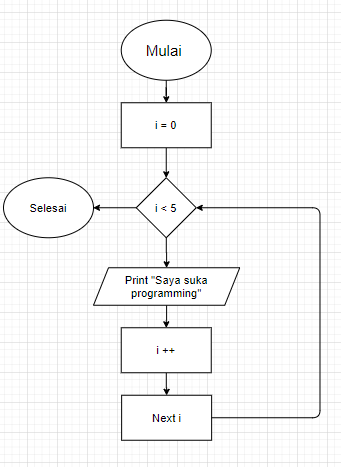 Mulai
i = 0
Selesai
i < 5
Print "Saya suka
programming"
i ++
Next i